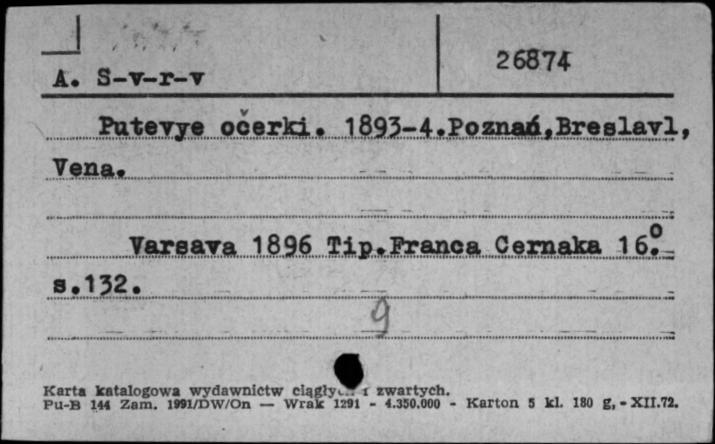 26874
A. S-v-r-v
Putevye očerki. 1893-4.Poznań,Breslavl,
Vena.
Varsava 1896 Tip.Franca Cernaka 16.°
s.132.
9
Karta katalogowa wydawnictw ciągłych i zwartych.
Pu-B 144 Zam. 1991/DW/On — Wrak 1291 - 4.350.000 - Karton 5 kl. 180 g, - XII.72.